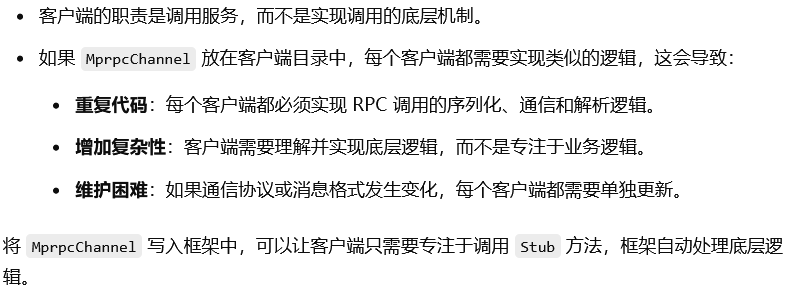 • 客户端的职责是调用服务，而不是实现调用的底层机制。
• 如果 MprpcChannel 放在客户端目录中，每个客户端都需要实现类似的逻辑，这会导致：
• 重复代码：每个客户端都必须实现 RPC 调用的序列化、通信和解析逻辑。
• 增加复杂性：客户端需要理解并实现底层逻辑，而不是专注于业务逻辑。
• 维护困难：如果通信协议或消息格式发生变化，每个客户端都需要单独更新。
将 MprpcChannel 写入框架中，可以让客户端只需要专注于调用 Stub 方法，框架自动处理底层逻
辑。